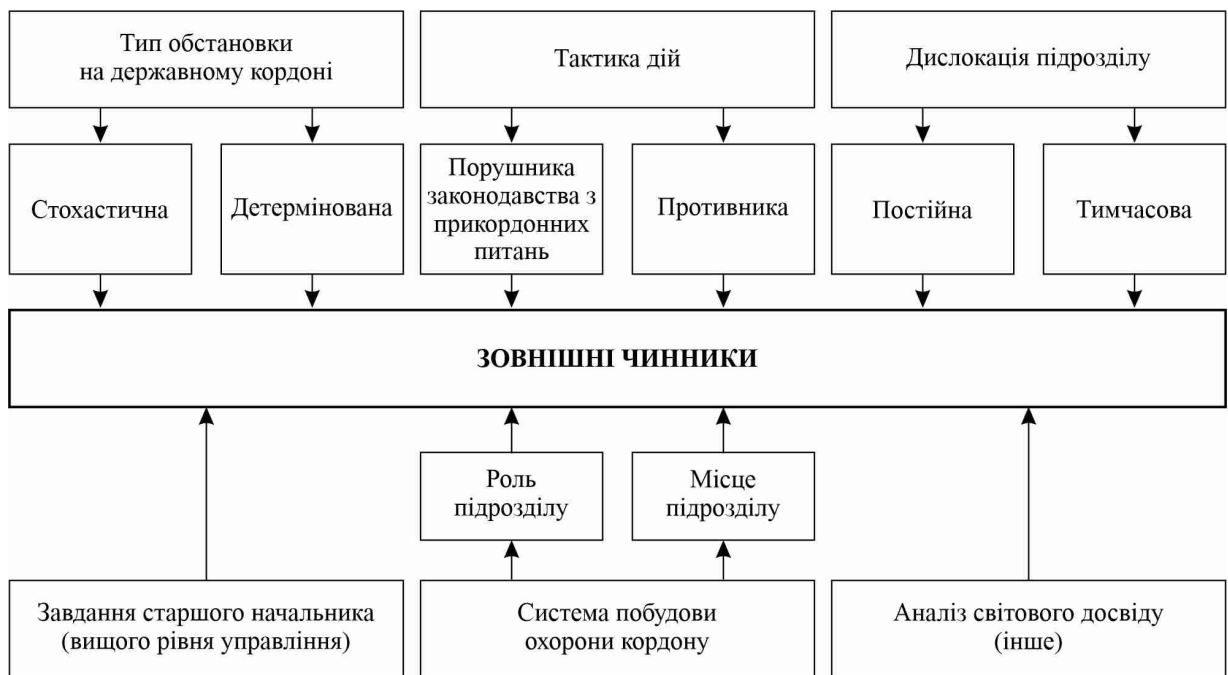 Тип обстановки
на державному кордоні
Тактика дій
Дислокація підрозділу
Стохастична
Детермінована
Порушника
законодавства з
прикордонних
питань
Противника
Постійна
Тимчасова
ЗОВНІШНІ ЧИННИКИ
Роль
підрозділу
Місце
підрозділу
Завдання старшого начальника
(вищого рівня управління)
Система побудови
охорони кордону
Аналіз світового досвіду
(інше)